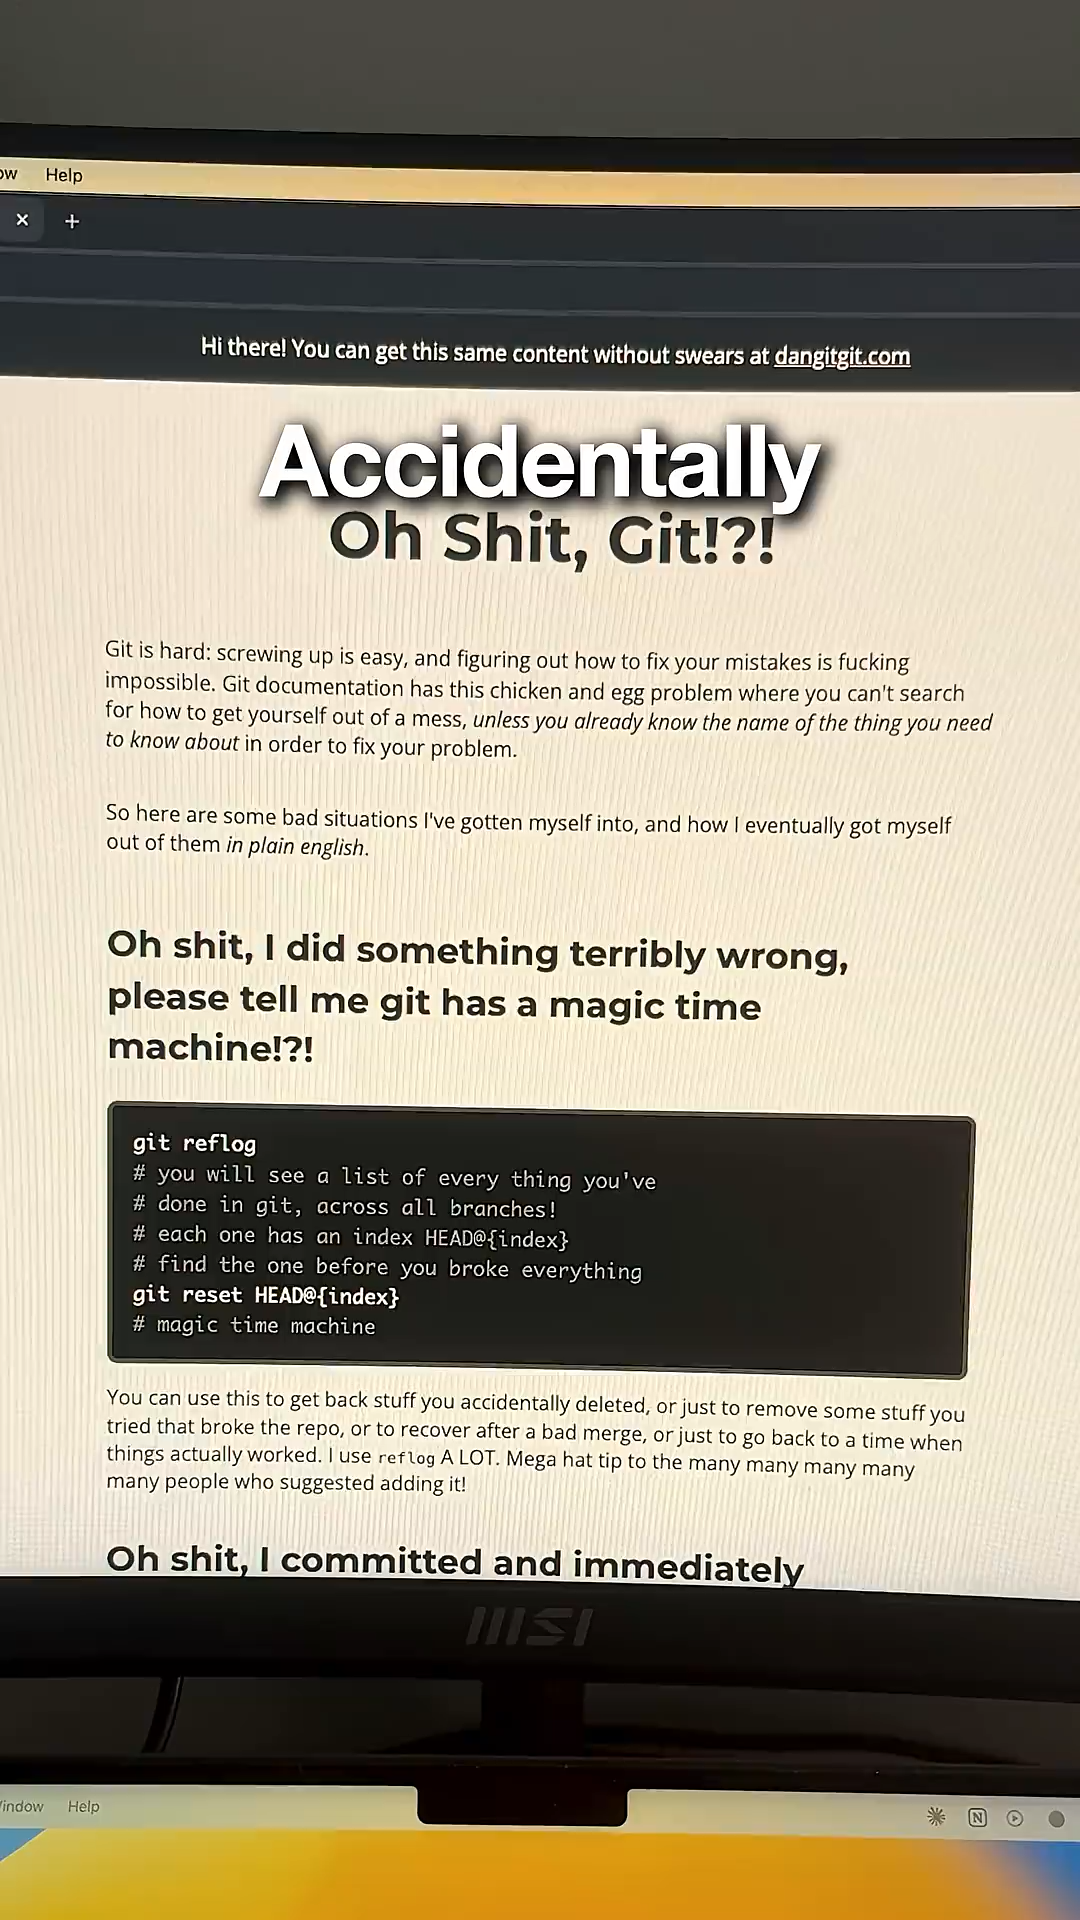 ow Help
× +
Hi there! You can get this same content without swears at dangitgit.com
Accidentally
Oh Shit, Git!?!
Git is hard: screwing up is easy, and figuring out how to fix your mistakes is fucking
impossible. Git documentation has this chicken and egg problem where you can't search
for how to get yourself out of a mess, unless you already know the name of the thing you need
to know about in order to fix your problem.
So here are some bad situations I've gotten myself into, and how I eventually got myself
out of them in plain english.
Oh shit, I did something terribly wrong,
please tell me git has a magic time
machine!?!
git reflog
# you will see a list of every thing you've
# done in git, across all branches!
# each one has an index HEAD@{index}
# find the one before you broke everything
git reset HEAD@{index}
# magic time machine
You can use this to get back stuff you accidentally deleted, or just to remove some stuff you
tried that broke the repo, or to recover after a bad merge, or just to go back to a time when
things actually worked. I use reflog A LOT. Mega hat tip to the many many many many
many people who suggested adding it!
Oh shit, I committed and immediately
msi
Window Help
N